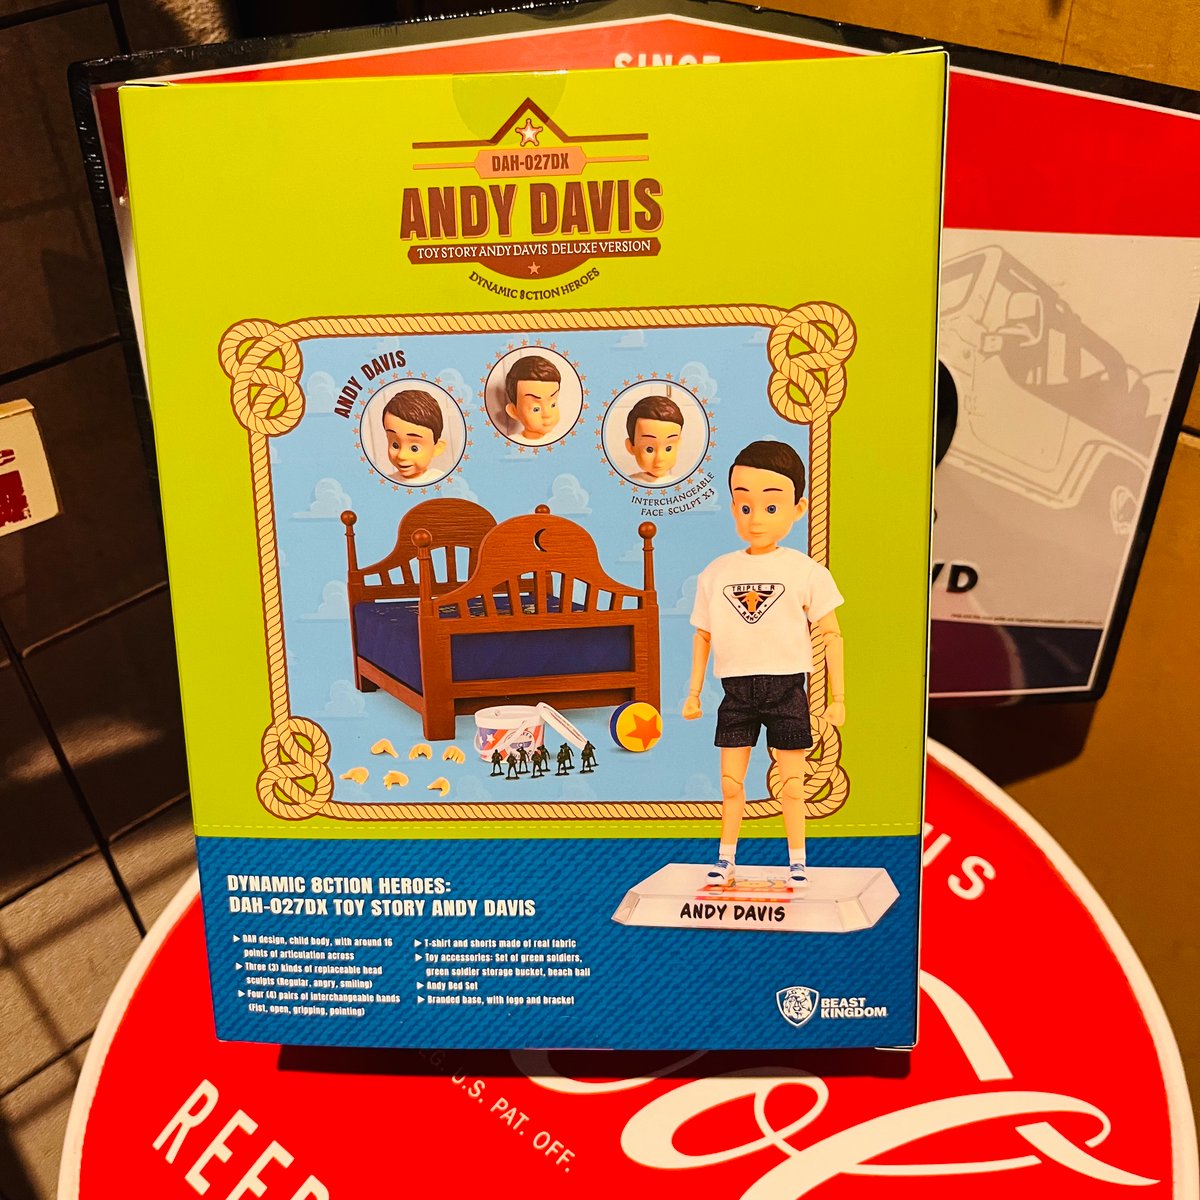 SINCE
DAH-027DX
ANDY DAVIS
TOY STORY ANDY DAVIS DELUXE VERSION
DYNAMIC 8CTION HEROES
ANDY DAVIS
INTERCHANGEABLE
FACE SCULPT X3
TRIPLE R
RANCH
ANDY DAVIS
DYNAMIC 8CTION HEROES:
DAH-027DX TOY STORY ANDY DAVIS
▶ DAH design, child body, with around 16
points of articulation across
▶ Three (3) kinds of replaceable head
sculpts (Regular, angry, smiling)
▶ Four (4) pairs of interchangeable hands
(Fist, open, gripping, pointing)
▶ T-shirt and shorts made of real fabric
▶ Toy accessories: Set of green soldiers,
green soldier storage bucket, beach ball
▶ Andy Bed Set
▶ Branded base, with logo and bracket
BEAST
KINGDOM
VD
US
U.S. PAT. OFF.